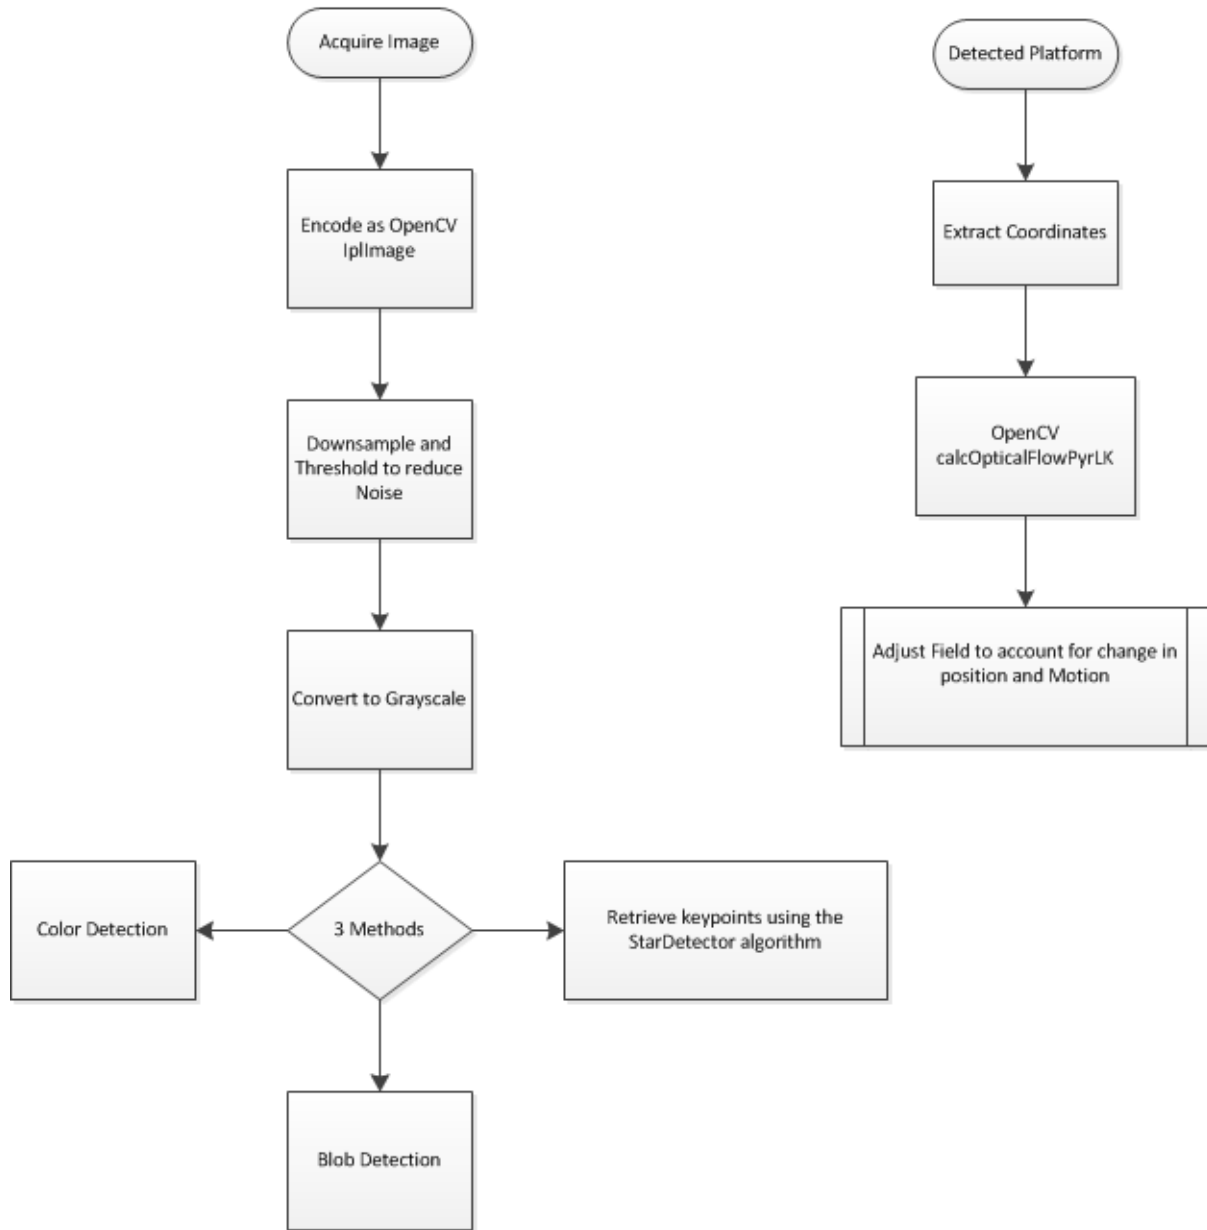 Acquire Image
Encode as OpenCV
IplImage
Downsample and
Threshold to reduce
Noise
Convert to Grayscale
3 Methods
Color Detection
Retrieve keypoints using the
StarDetector algorithm
Blob Detection
Detected Platform
Extract Coordinates
OpenCV
calcOpticalFlowPyrLK
Adjust Field to account for change in
position and Motion